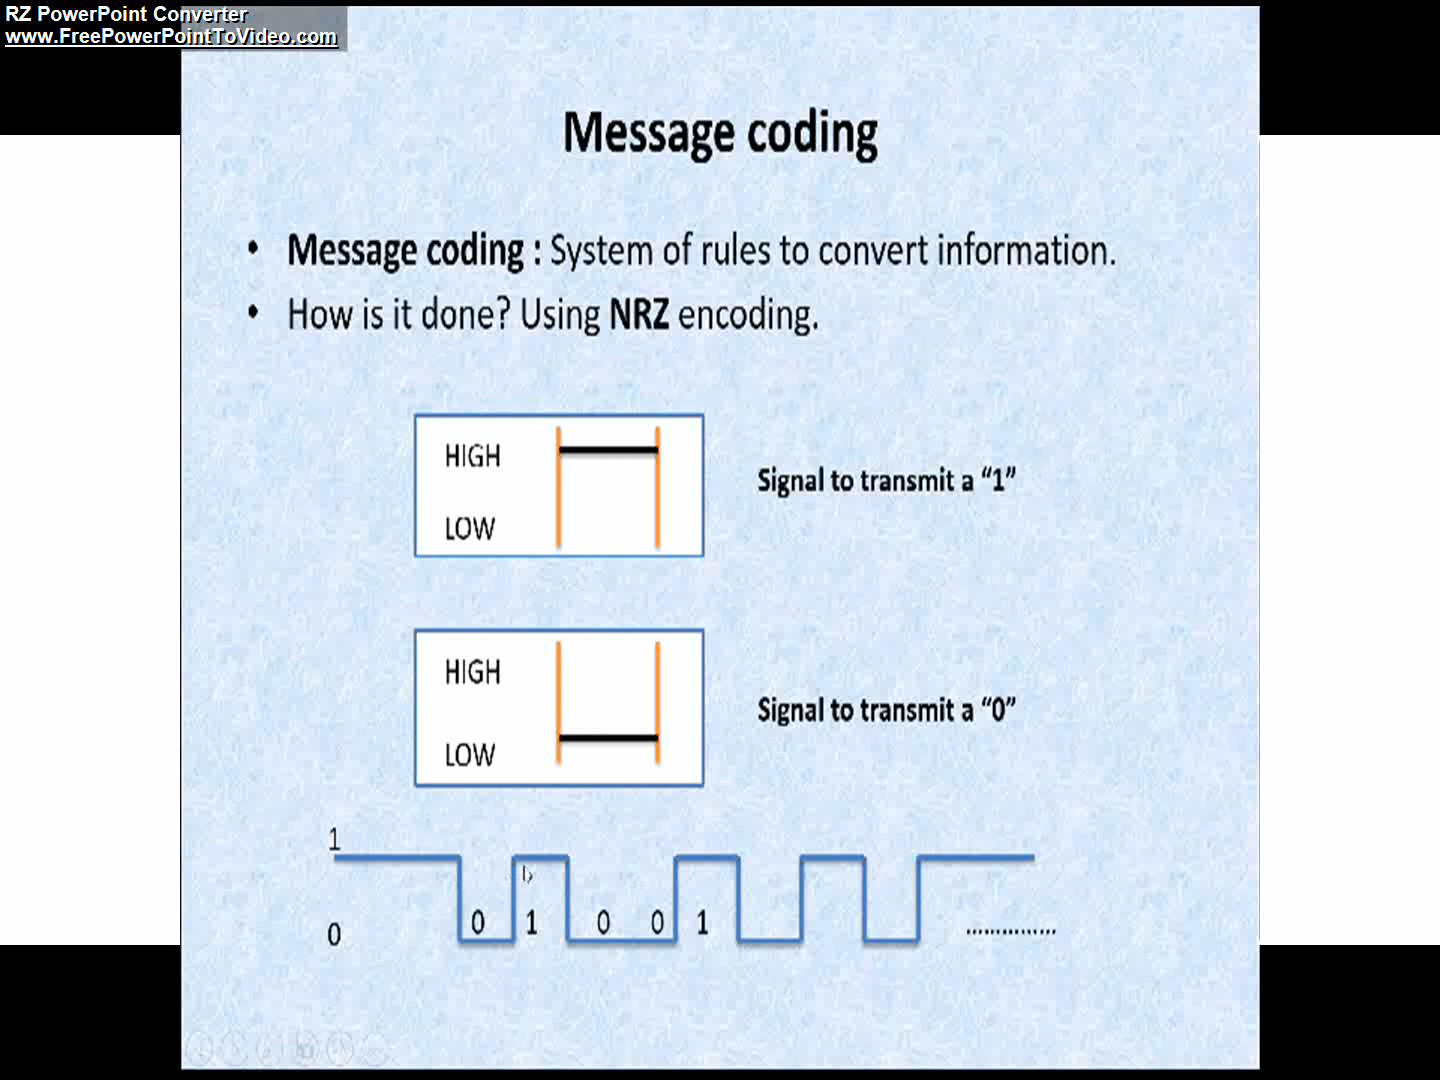 RZ PowerPoint Converter
www.FreePowerPointToVideo.com
Message coding
• Message coding : System of rules to convert information.
• How is it done? Using NRZ encoding.
HIGH
LOW
Signal to transmit a “1”
HIGH
LOW
Signal to transmit a “0”
1
0
0 1 0 0 1
...............